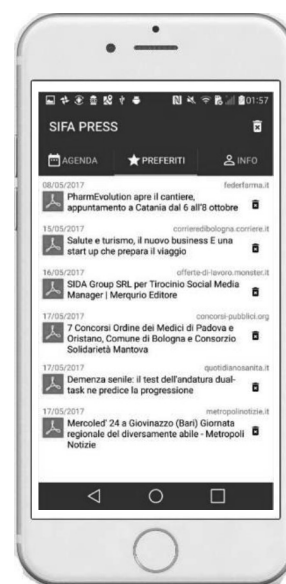 01:57
SIFA PRESS
AGENDA PREFERITI INFO
08/05/2017 federfarma.it
PharmEvolution apre il cantiere,
appuntamento a Catania dal 6 all'8 ottobre
15/05/2017 corrieredibologna.corriere.it
Salute e turismo, il nuovo business E una
start up che prepara il viaggio
16/05/2017 offerte-di-lavoro.monster.it
SIDA Group SRL per Tirocinio Social Media
Manager | Merqurio Editore
17/05/2017 concorsi-pubblici.org
7 Concorsi Ordine dei Medici di Padova e
Oristano, Comune di Bologna e Consorzio
Solidarietà Mantova
17/05/2017 quotidianosanita.it
Demenza senile: il test dell'andatura dual-
task ne predice la progressione
17/05/2017 metropolinotizie.it
Mercoled' 24 a Giovinazzo (Bari) Giornata
regionale del diversamente abile - Metropoli
Notizie